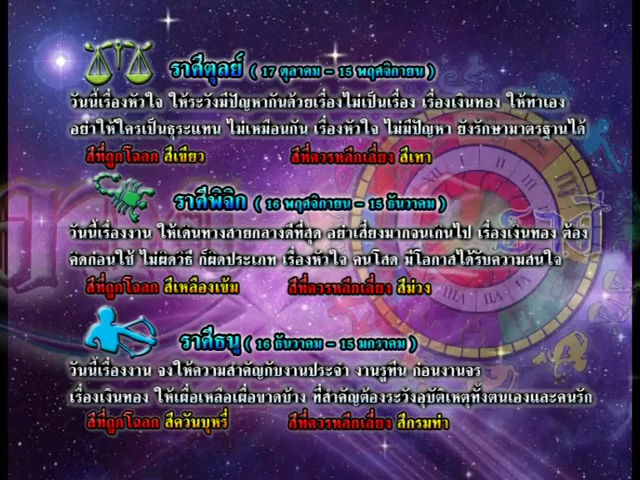 ราศีตุลย์ ( 17 ตุลาคม - 15 พฤศจิกายน )
วันนี้เรื่องหัวใจ ให้ระวังมีปัญหากันด้วยเรื่องไม่เป็นเรื่อง เรื่องเงินทอง ให้ทำเอง
อย่าให้ใครเป็นธุระแทน ไม่เหมือนกัน เรื่องหัวใจ ไม่มีปัญหา ยังรักษามาตรฐานได้
สีที่ถูกโฉลก สีเขียว สีที่ควรหลีกเลี่ยง สีเทา
ราศีพิจิก ( 16 พฤศจิกายน - 15 ธันวาคม )
วันนี้เรื่องงาน ให้เดินทางสายกลางดีที่สุด อย่าเสี่ยงมากจนเกินไป เรื่องเงินทอง ต้อง
คิดก่อนใช้ ไม่ผิดวิธี ก็ผิดประเภท เรื่องหัวใจ คนโสด มีโอกาสได้รับความสนใจ
สีที่ถูกโฉลก สีเหลืองเข้ม สีที่ควรหลีกเลี่ยง สีม่วง
ราศีธนู ( 16 ธันวาคม - 15 มกราคม )
วันนี้เรื่องงาน จงให้ความสำคัญกับงานประจำ งานรูทีน ก่อนงานจร
เรื่องเงินทอง ให้เผื่อเหลือเผื่อขาดบ้าง ที่สำคัญต้องระวังอุบัติเหตุทั้งตนเองและคนรัก
สีที่ถูกโฉลก สีควันบุหรี่ สีที่ควรหลีกเลี่ยง สีกรมท่า